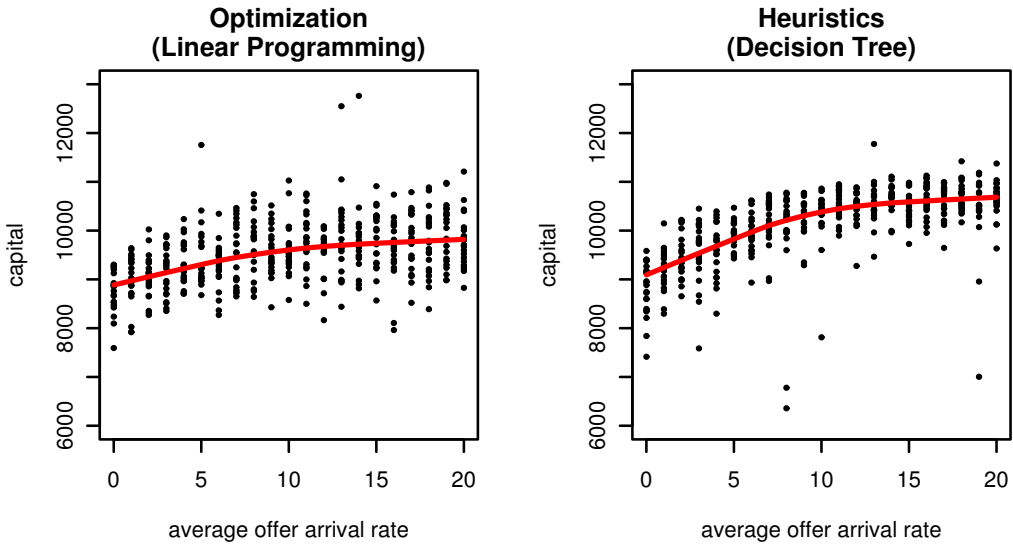 Optimization
(Linear Programming)
12000
10000
8000
6000
capital
0 5 10 15 20
average offer arrival rate
Heuristics
(Decision Tree)
12000
10000
8000
6000
capital
0 5 10 15 20
average offer arrival rate